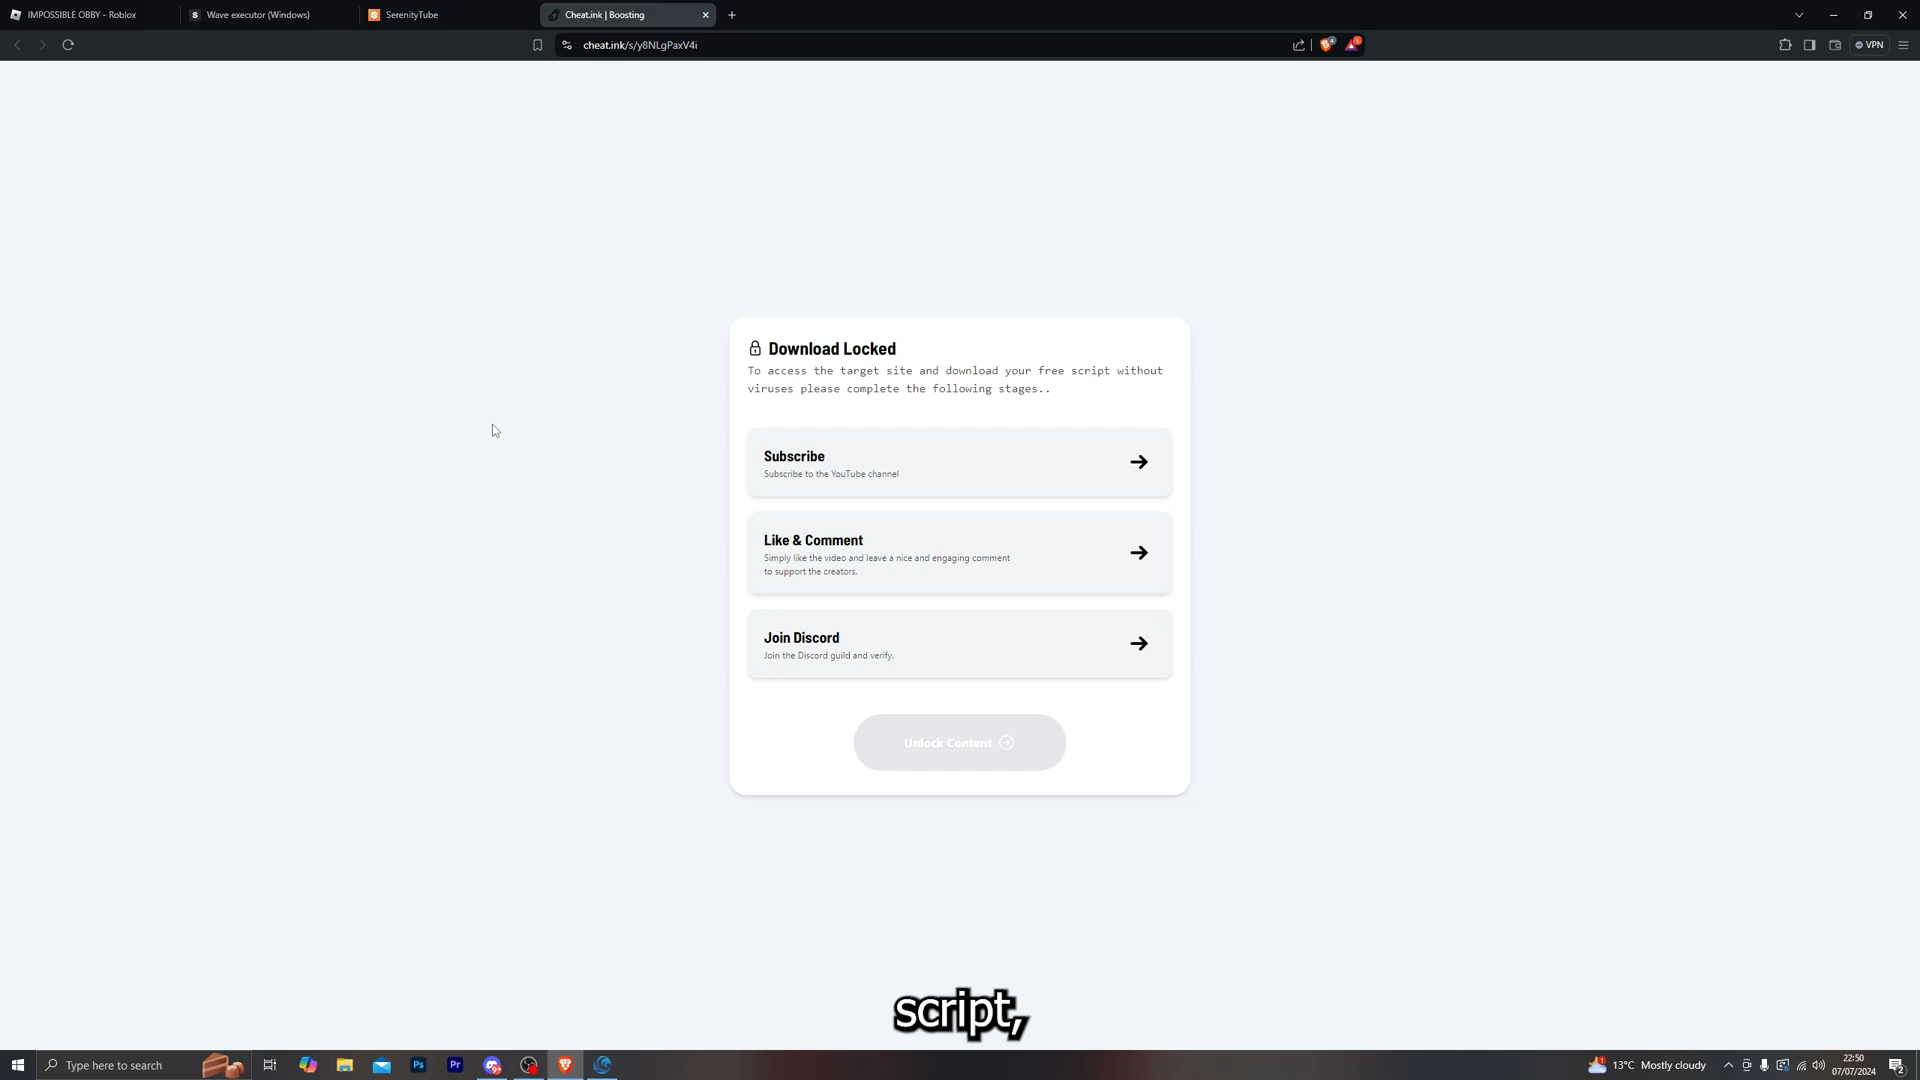 IMPOSSIBLE OBBY - Roblox
Wave executor (Windows)
SerenityTube
Cheat.ink | Boosting
cheat.ink/s/y8NLgPaxV4i
VPN
Download Locked
To access the target site and download your free script without
viruses please complete the following stages..
Subscribe
Subscribe to the YouTube channel
Like & Comment
Simply like the video and leave a nice and engaging comment
to support the creators.
Join Discord
Join the Discord guild and verify.
Unlock Content
script,
Type here to search
Ps
Pr
13°C Mostly cloudy
22:50
07/07/2024